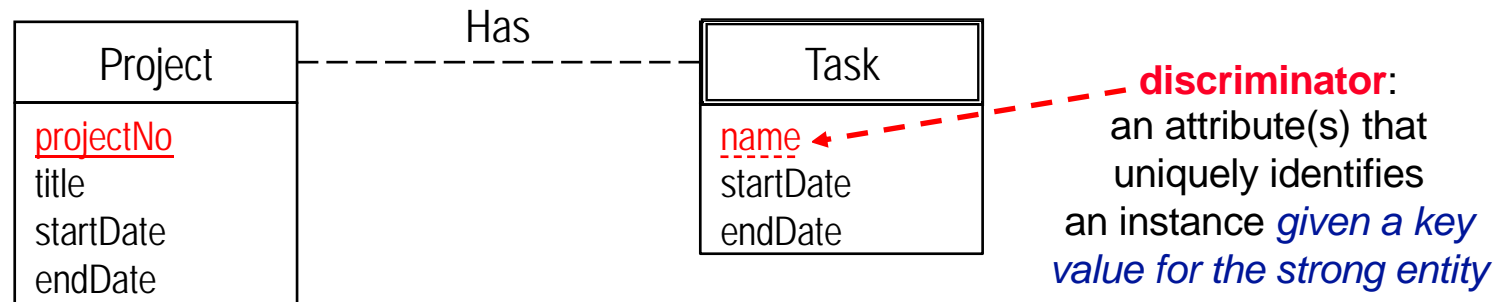 Has
Project
projectNo
title
startDate
endDate
Task
name
startDate
endDate
discriminator:
an attribute(s) that
uniquely identifies
an instance given a key
value for the strong entity